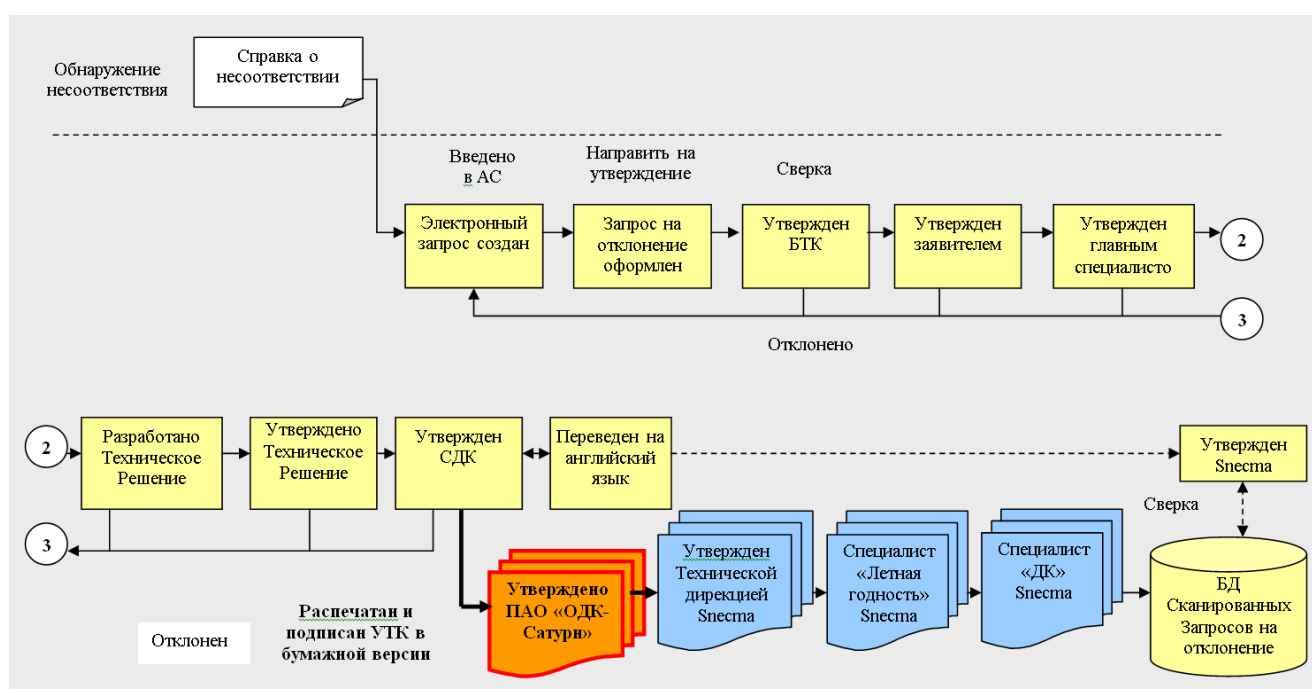 Обнаружение
несоответствия
Справка о
несоответствии
Введено
в АС
Направить на
утверждение
Сверка
Электронный
запрос создан
Запрос на
отклонение
оформлен
Утвержден
БТК
Утвержден
заявителем
Утвержден
главным
специалисто
2
3
Отклонено
2
Разработано
Техническое
Решение
Утверждено
Техническое
Решение
Утвержден
СДК
Переведен на
английский
язык
Утвержден
Snecma
Сверка
3
Утверждено
ПАО «ОДК-
Сатурн»
Утвержден
Технической
дирекцией
Snecma
Специалист
«Летная
годность»
Snecma
Специалист
«ДК»
Snecma
БД
Сканированных
Запросов на
отклонение
Распечатан и
подписан УТК в
бумажной версии
Отклонен